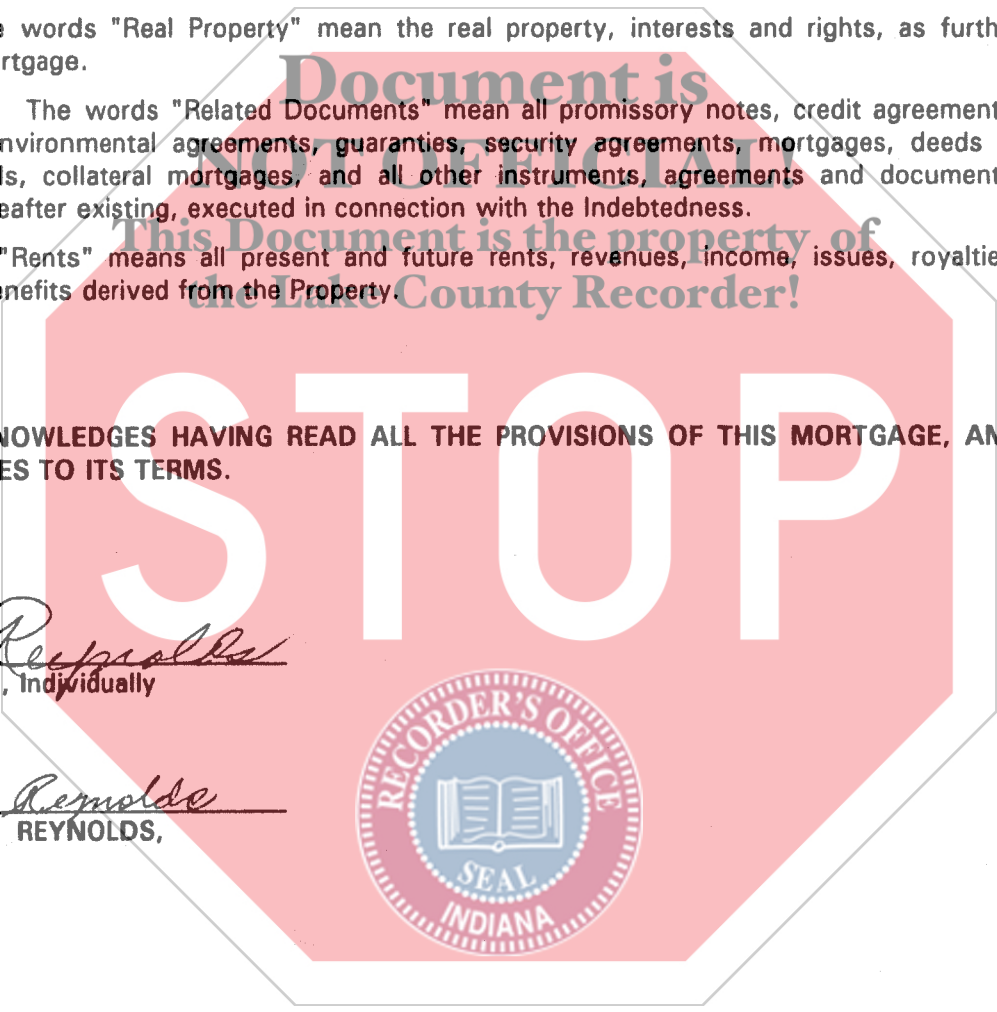 e words "Real Property" mean the real property, interests and rights, as furth
rtgage.
Document is
The words "Related Documents" mean all promissory notes, credit agreement
nvironmental agreements, guaranties, security agreements, mortgages, deeds
NOT OFFICIAL!
ls, collateral mortgages, and all other instruments, agreements and document
eafter existing, executed in connection with the Indebtedness.
This Document is the property of
"Rents" means all present and future rents, revenues, income, issues, royaltie
enefits derived from the Property.
the Lake County Recorder!
STOP
NOWLEDGES HAVING READ ALL THE PROVISIONS OF THIS MORTGAGE, AN
ES TO ITS TERMS.
Reynolds
, Individually
Reynolds
REYNOLDS,
RECORDER'S OFFICE
SEAL
INDIANA